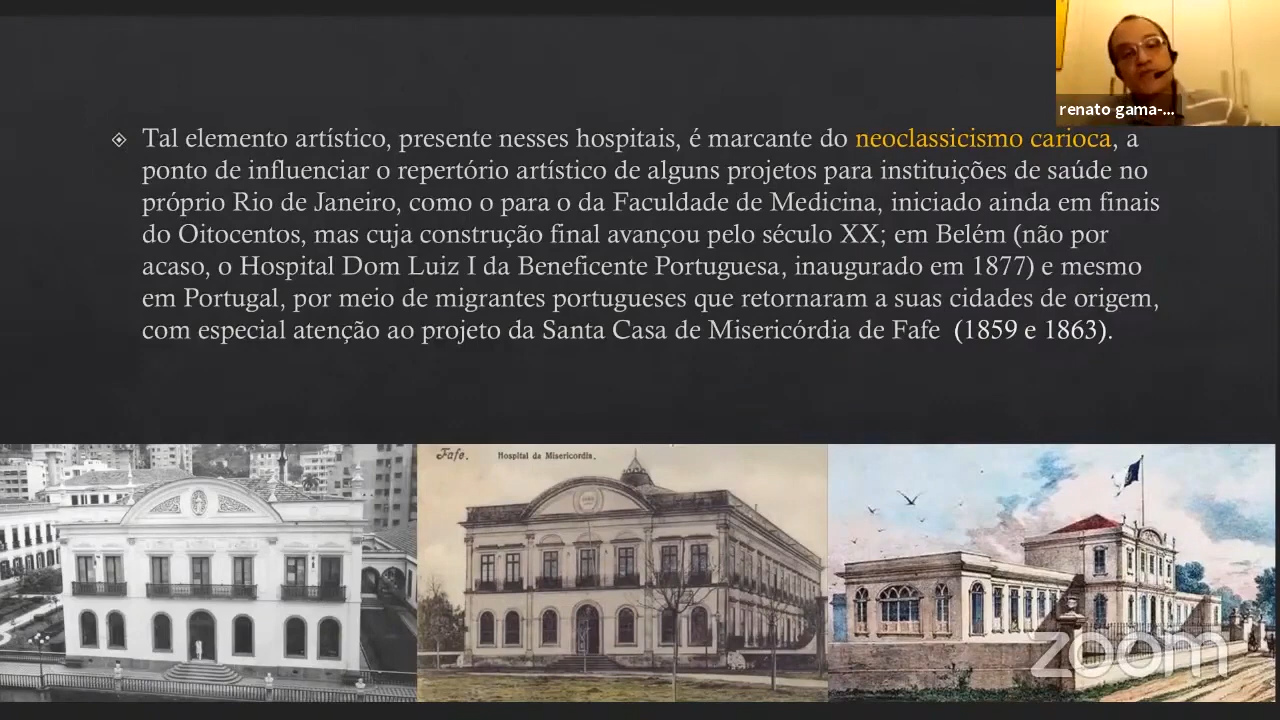 renato gama-...
Tal elemento artístico, presente nesses hospitais, é marcante do neoclassicismo carioca, a
ponto de influenciar o repertório artístico de alguns projetos para instituições de saúde no
próprio Rio de Janeiro, como o para o da Faculdade de Medicina, iniciado ainda em finais
do Oitocentos, mas cuja construção final avançou pelo século XX; em Belém (não por
acaso, o Hospital Dom Luiz I da Beneficente Portuguesa, inaugurado em 1877) e mesmo
em Portugal, por meio de migrantes portugueses que retornaram a suas cidades de origem,
com especial atenção ao projeto da Santa Casa de Misericórdia de Fafe (1859 e 1863).
Fafe. Hospital da Misericordia.
zoom